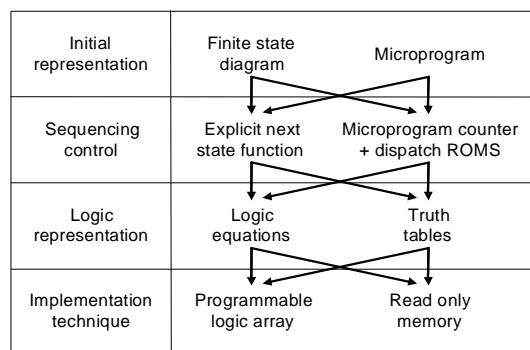 Initial
representation
Finite state
diagram
Microprogram
Sequencing
control
Explicit next
state function
Microprogram counter
+ dispatch ROMS
Logic
representation
Logic
equations
Truth
tables
Implementation
technique
Programmable
logic array
Read only
memory